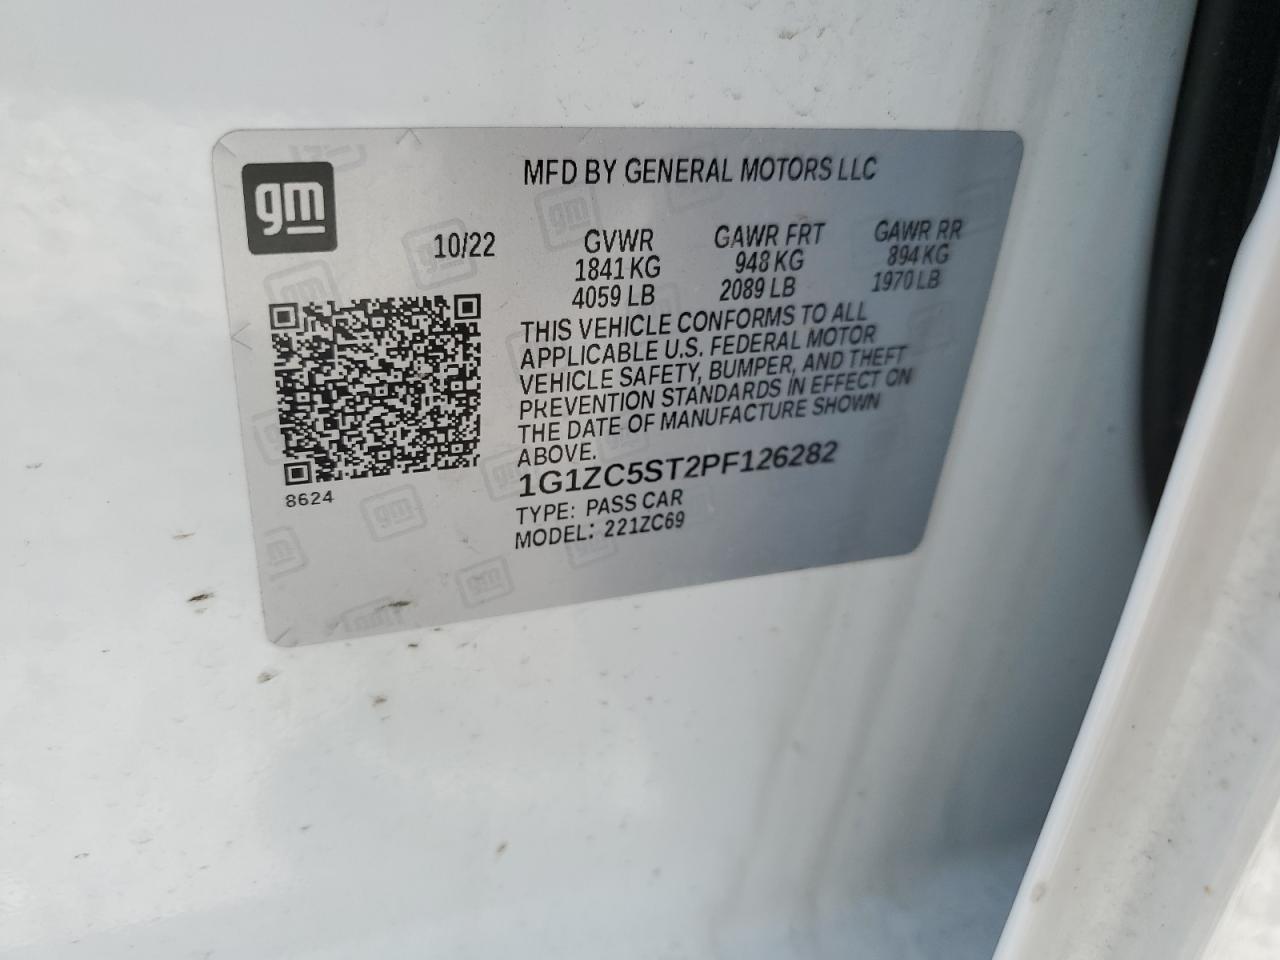 gm
MFD BY GENERAL MOTORS LLC
10/22
GVWR GAWR FRT GAWR RR
1841 KG 948 KG 894 KG
4059 LB 2089 LB 1970 LB
THIS VEHICLE CONFORMS TO ALL
APPLICABLE U.S. FEDERAL MOTOR
VEHICLE SAFETY, BUMPER, AND THEFT
PREVENTION STANDARDS IN EFFECT ON
THE DATE OF MANUFACTURE SHOWN
ABOVE.
1G1ZC5ST2PF126282
TYPE: PASS CAR
MODEL: 221ZC69
8624